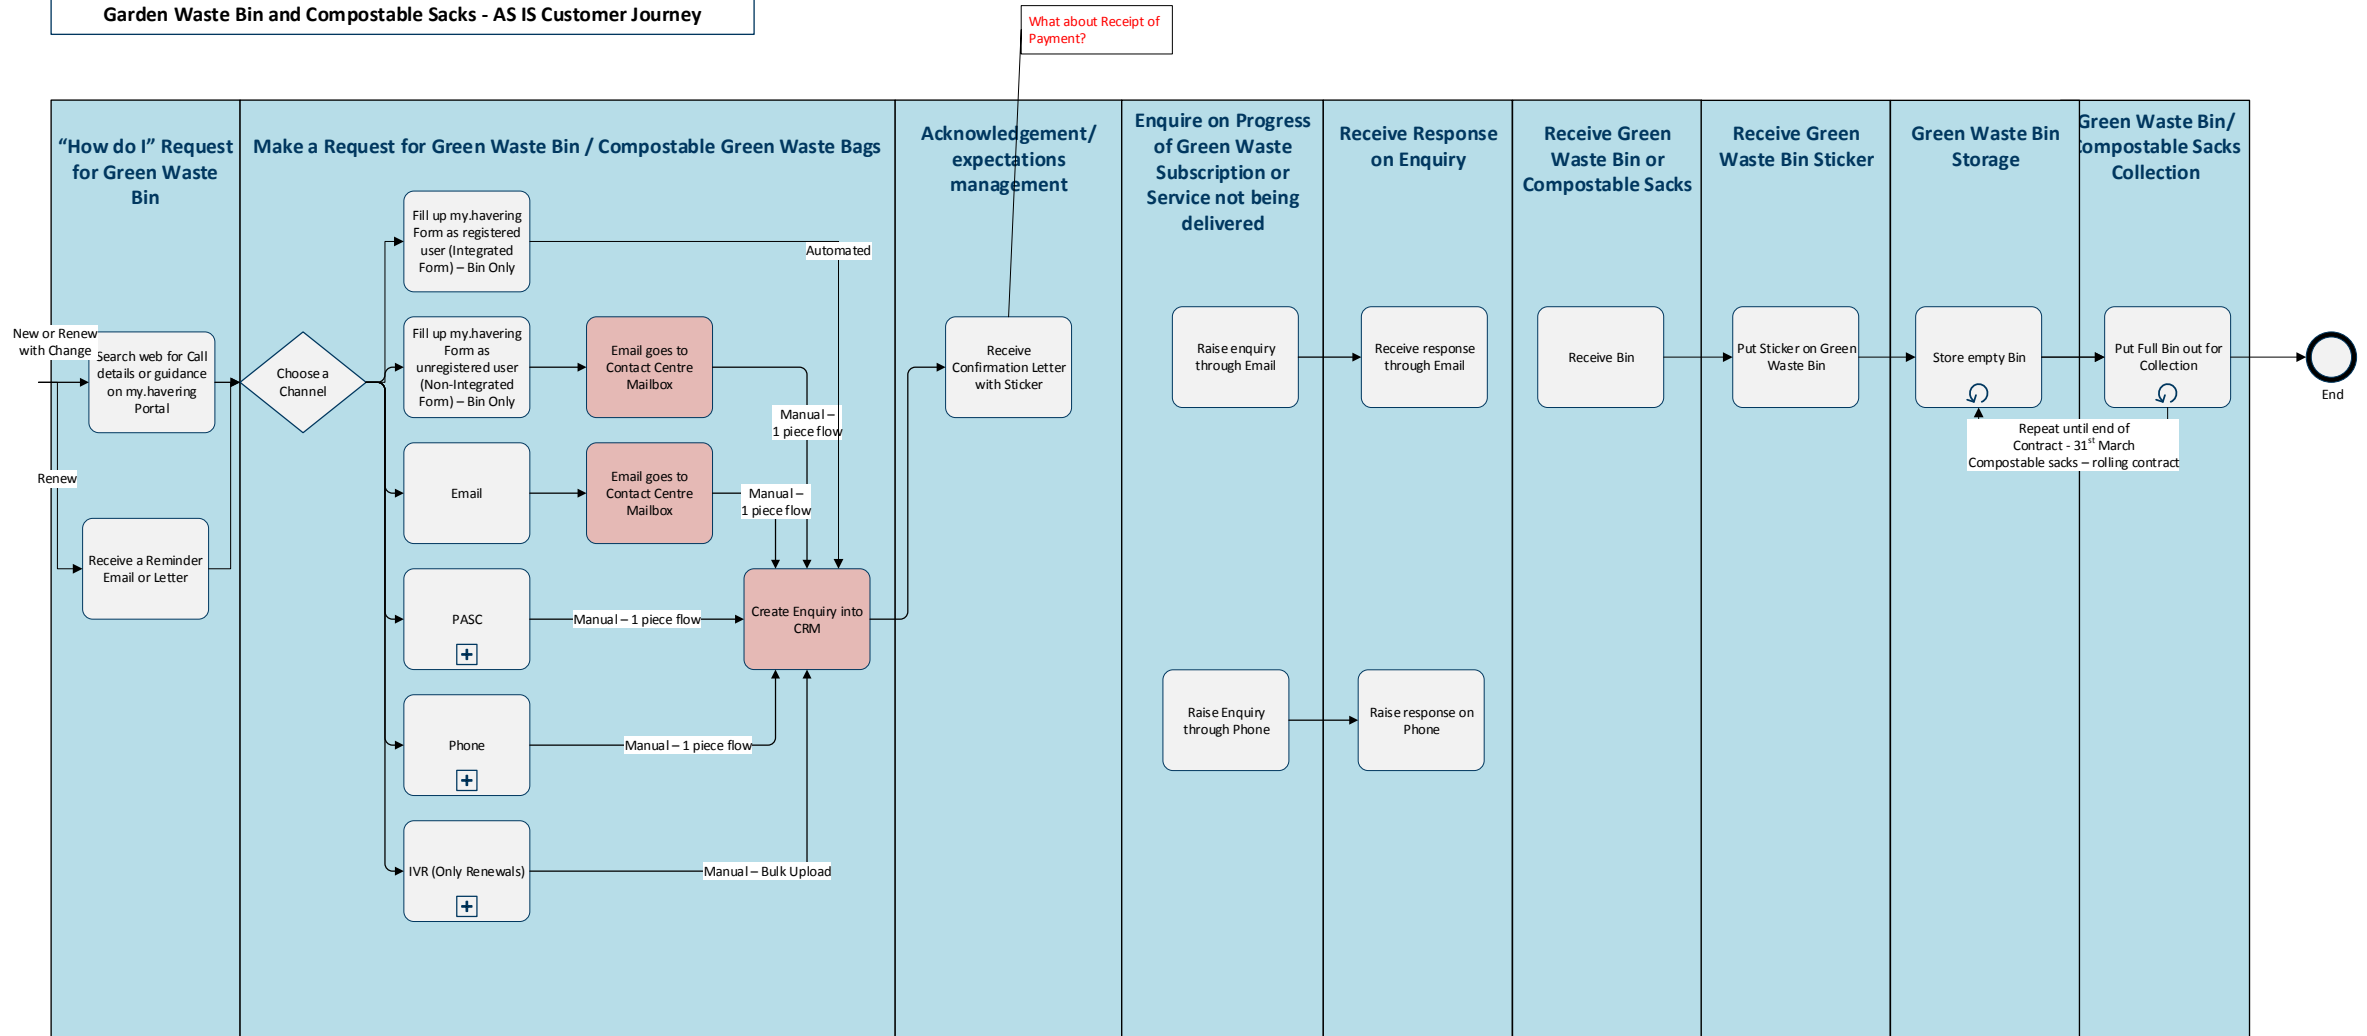 Garden Waste Bin and Compostable Sacks - AS IS Customer Journey
What about Receipt of
Payment?
“How do I” Request
for Green Waste
Bin
Make a Request for Green Waste Bin / Compostable Green Waste Bags
Acknowledgement/
expectations
management
Enquire on Progress
of Green Waste
Subscription or
Service not being
delivered
Receive Response
on Enquiry
Receive Green
Waste Bin or
Compostable Sacks
Receive Green
Waste Bin Sticker
Green Waste Bin
Storage
Green Waste Bin/
Compostable Sacks
Collection
New or Renew
with Change
Search web for Call
details or guidance
on my.havering
Portal
Renew
Receive a Reminder
Email or Letter
Choose a
Channel
Fill up my.havering
Form as registered
user (Integrated
Form) – Bin Only
Automated
Fill up my.havering
Form as
unregistered user
(Non-Integrated
Form) – Bin Only
Email goes to
Contact Centre
Mailbox
Manual –
1 piece flow
Email
Email goes to
Contact Centre
Mailbox
Manual –
1 piece flow
PASC
Manual – 1 piece flow
Create Enquiry into
CRM
Phone
Manual – 1 piece flow
IVR (Only Renewals)
Manual – Bulk Upload
Receive
Confirmation Letter
with Sticker
Raise enquiry
through Email
Receive response
through Email
Raise Enquiry
through Phone
Raise response on
Phone
Receive Bin
Put Sticker on Green
Waste Bin
Store empty Bin
Put Full Bin out for
Collection
Repeat until end of
Contract - 31st March
Compostable sacks – rolling contract
End